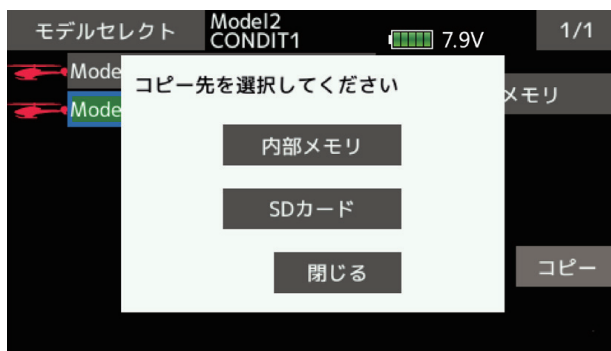 モデルセレクト
Model2
CONDIT1
7.9V
1/1
Mode
コピー先を選択してください
メモリ
Mode
内部メモリ
SDカード
閉じる
コピー